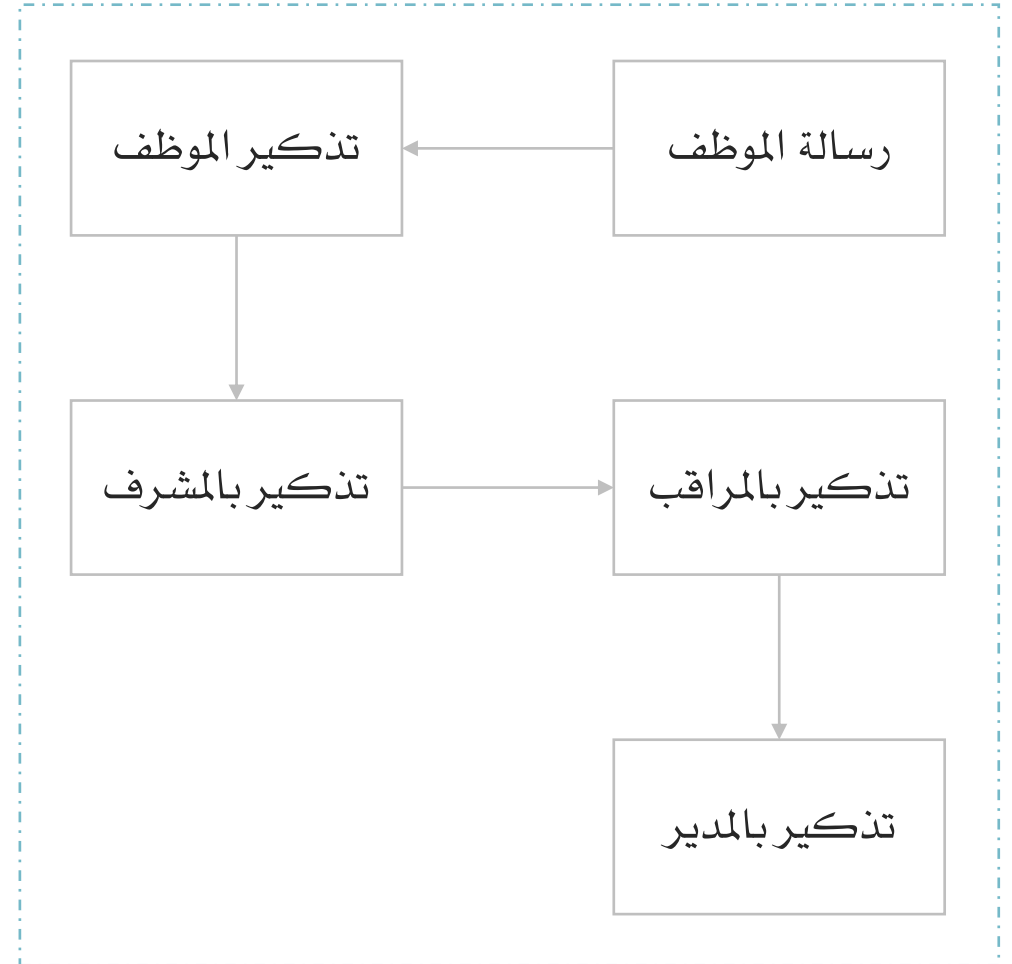 رسالة الموظف
تذكير الموظف
تذكير بالمشرف
تذكير بالمراقب
تذكير بالمدير